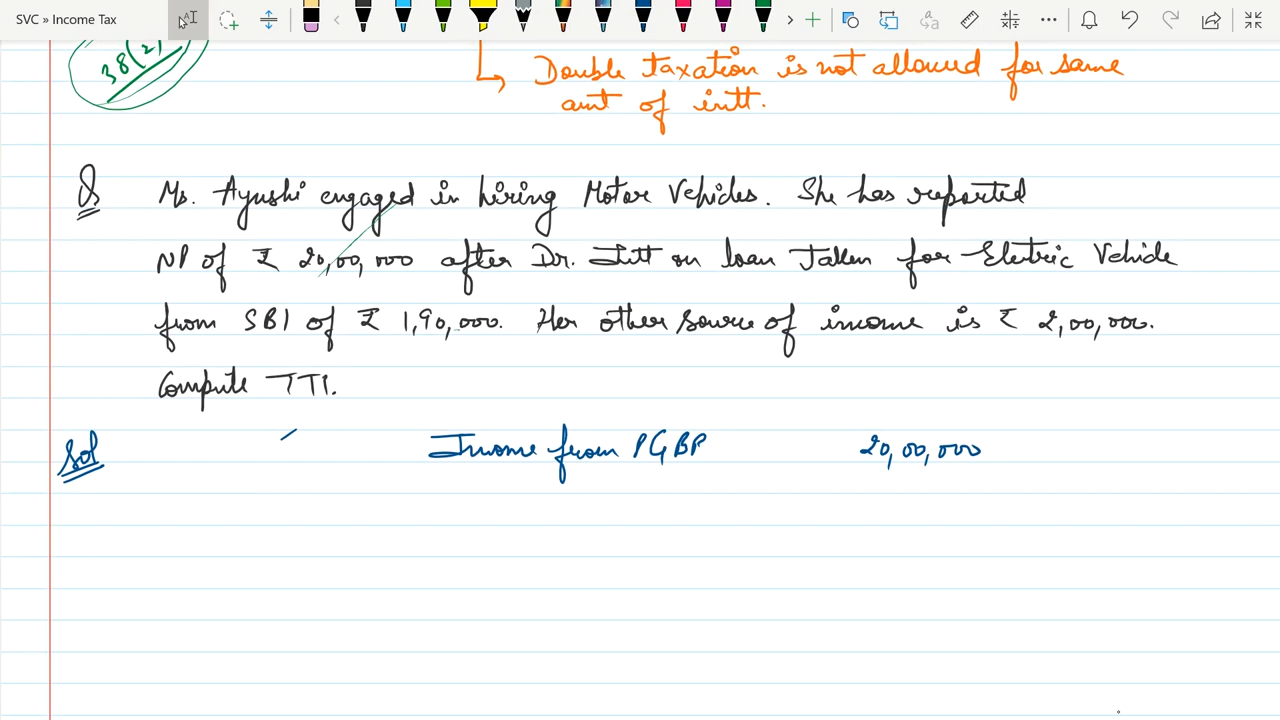 SVC » Income Tax
38(2)
↳ Double taxation is not allowed for same
amt of intt.
Q Ms. Ayushi engaged in hiring Motor Vehicles. She has reported
NP of ₹ 20,00,000 after Dr. Intt on loan Taken for Electric Vehicle
from SBI of ₹ 1,90,000. Her other source of income is ₹ 2,00,000.
Compute TTI.
Sol Income from PGBP 20,00,000